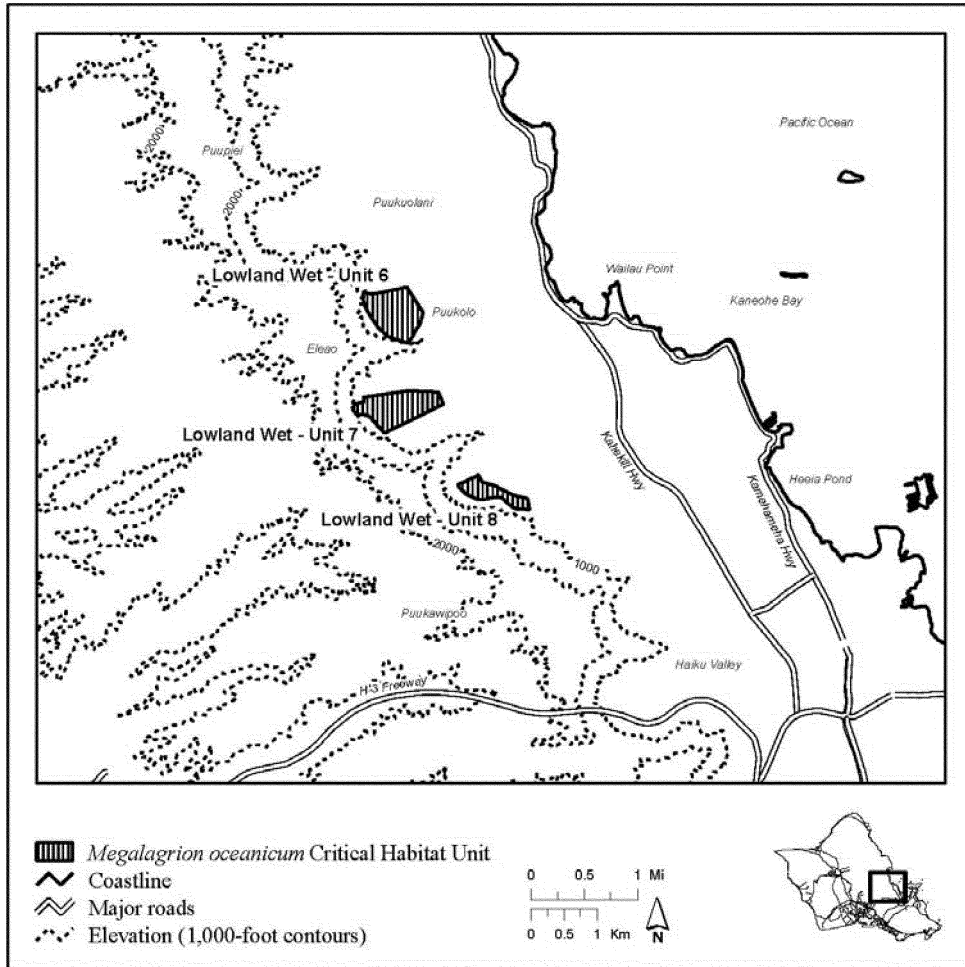 Pacific Ocean
2000
Puupiei
2000
Puukuolani
Lowland Wet - Unit 6
Wailau Point
Kaneohe Bay
Puukolo
Eleao
Lowland Wet - Unit 7
Kahekili Hwy
Kamehameha Hwy
Heeia Pond
Lowland Wet - Unit 8
2000
1000
Puukawipoo
Haiku Valley
H-3 Freeway
Megalagrion oceanicum Critical Habitat Unit
Coastline
Major roads
Elevation (1,000-foot contours)
0 0.5 1 Mi
0 0.5 1 Km
N